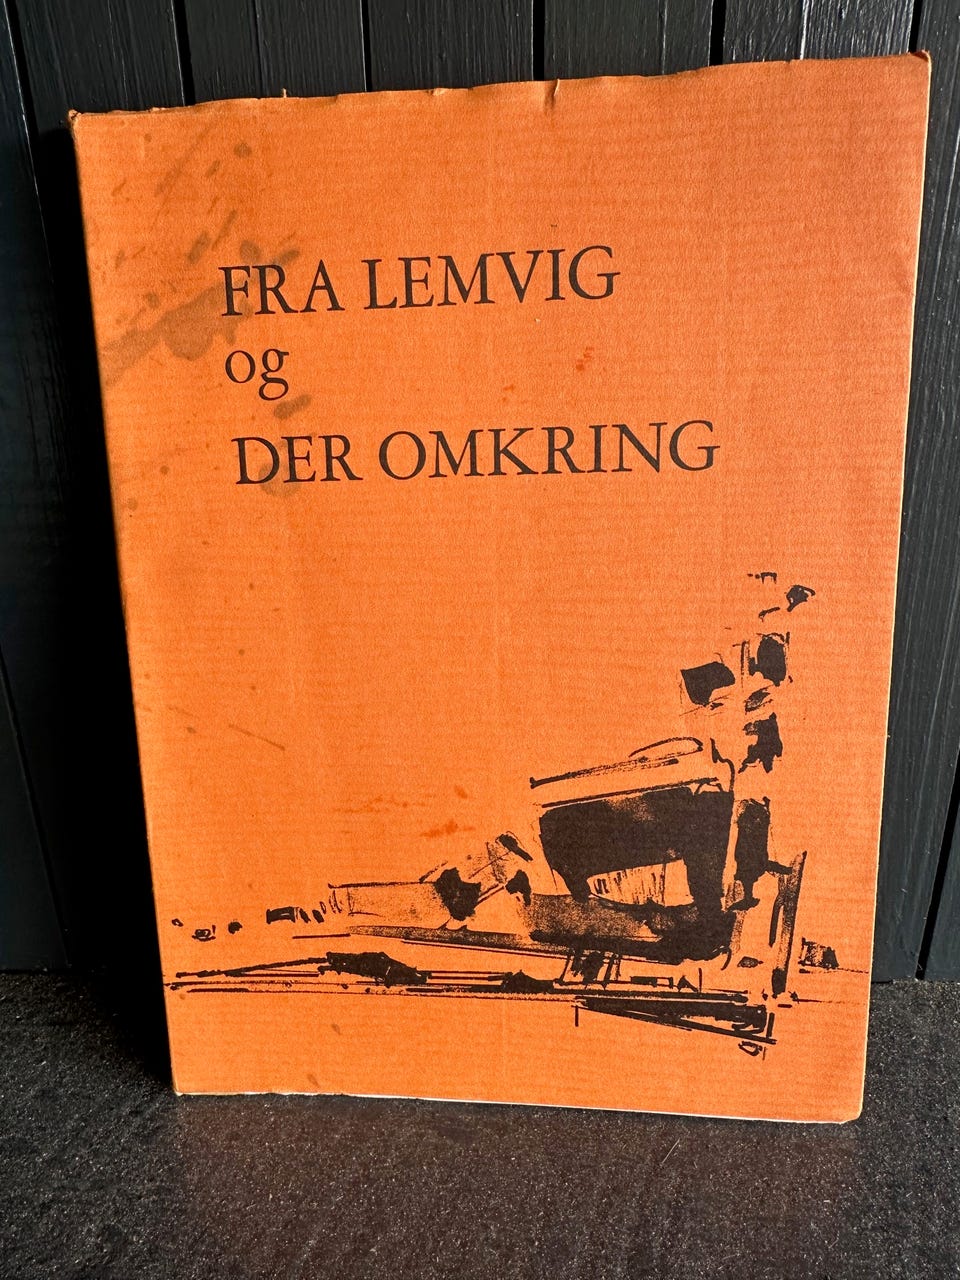 FRA LEMVIG
og
DER OMKRING